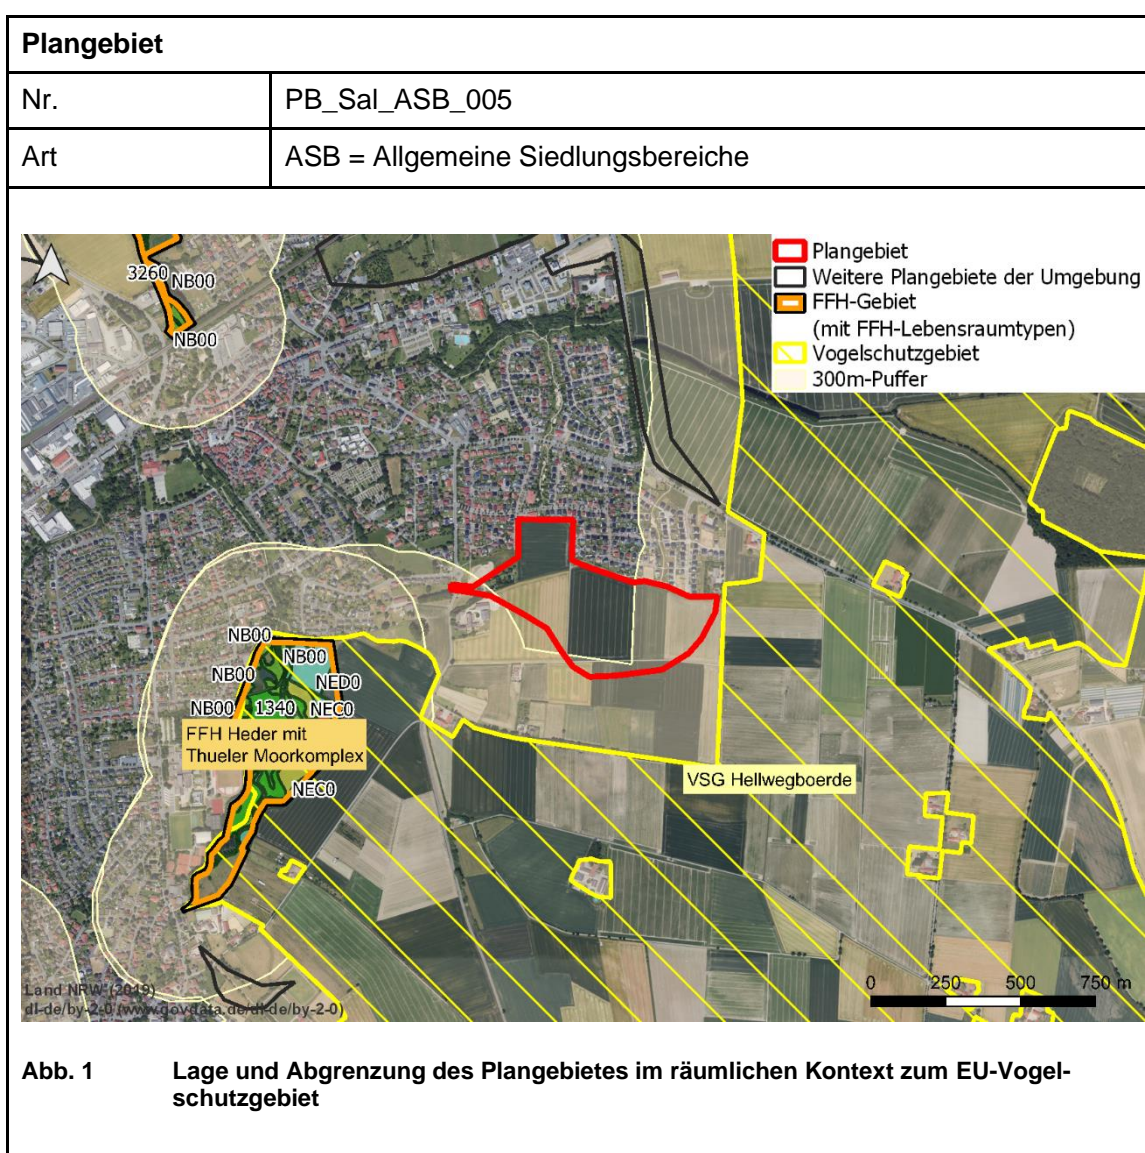 Plangebiet
Nr. PB_Sal_ASB_005
Art ASB = Allgemeine Siedlungsbereiche
Plangebiet
Weitere Plangebiete der Umgebung
FFH-Gebiet
(mit FFH-Lebensraumtypen)
Vogelschutzgebiet
300m-Puffer
3260 NB00
NB00
NB00
NB00
NB00
NED0
NB00
1340
NEC0
FFH Heder mit
Thueler Moorkomplex
NEC0
VSG Hellwegboerde
0 250 500 750 m
Land NRW (2019)
dl-de/by-2-0 (www.govdata.de/dl-de/by-2-0)
Abb. 1 Lage und Abgrenzung des Plangebietes im räumlichen Kontext zum EU-Vogel-
schutzgebiet